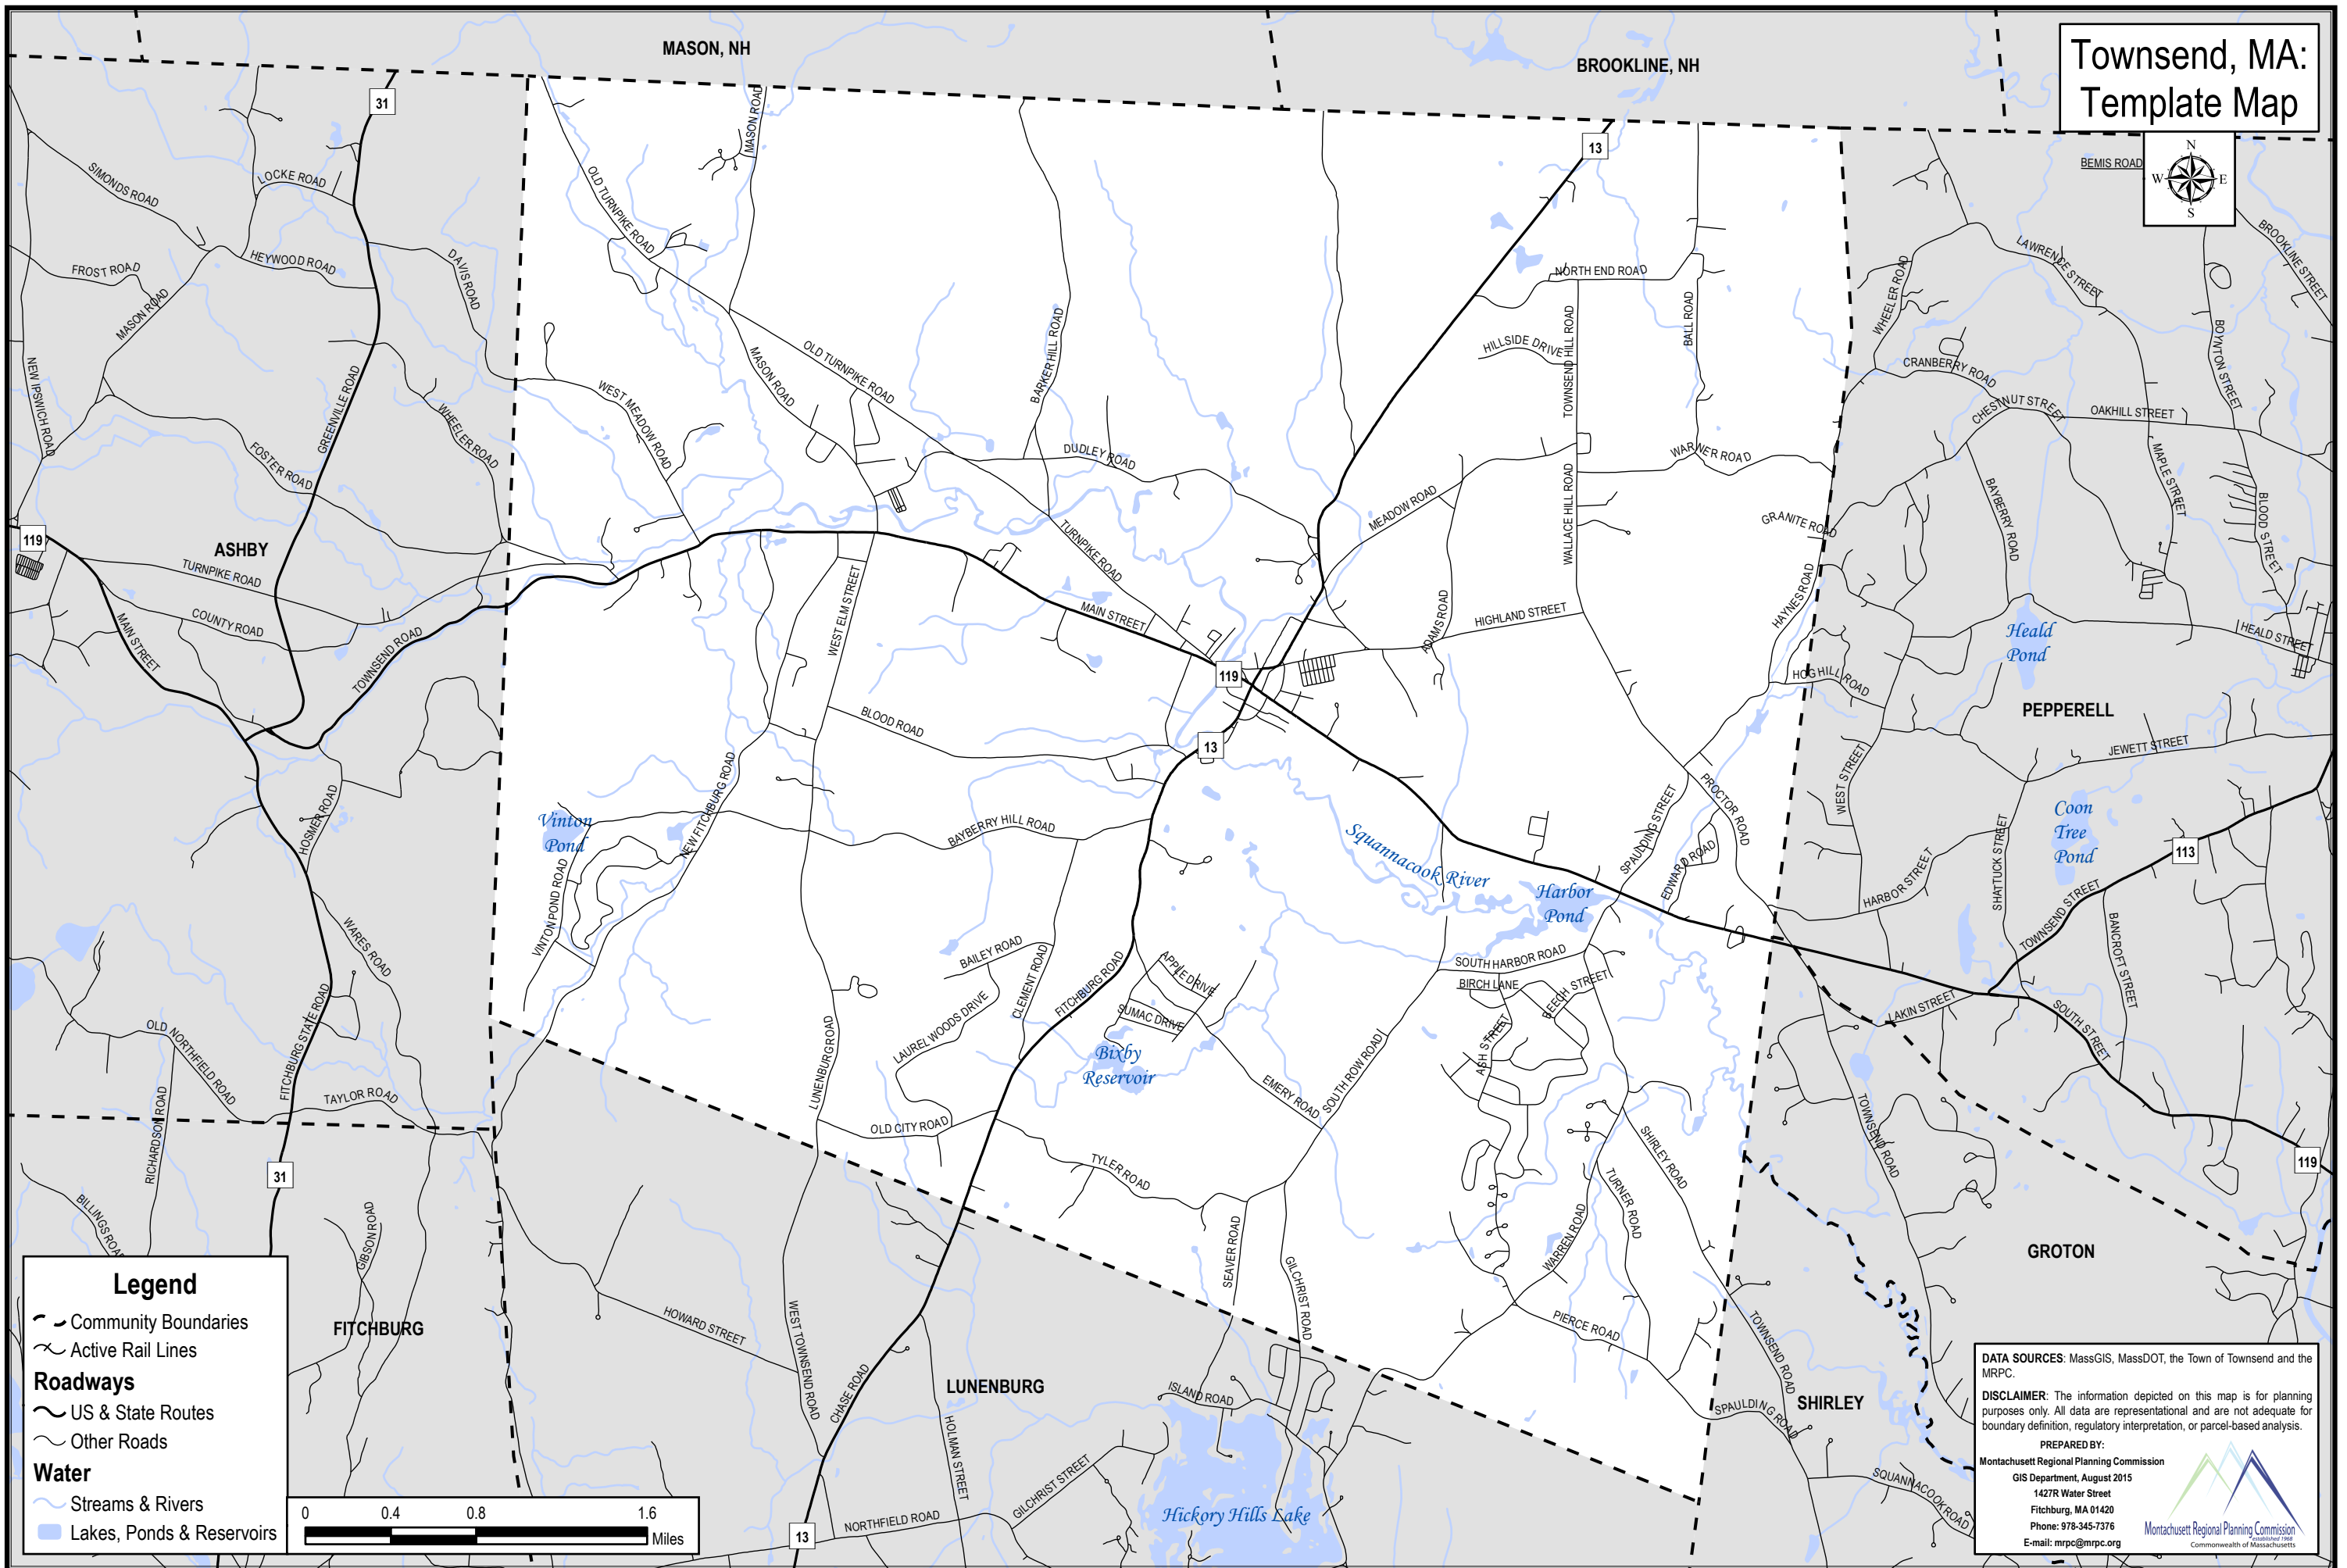 MASON, NH
BROOKLINE, NH
Townsend, MA:
Template Map
N
W
E
S
31
13
BEMIS ROAD
MASON ROAD
SIMONDS ROAD
LOCKE ROAD
OLD TURNPIKE ROAD
BROOKLINE STREET
LAWRENCE STREET
HEYWOOD ROAD
DAVIS ROAD
FROST ROAD
NORTH END ROAD
WHEELER ROAD
MASON ROAD
BALL ROAD
BOYNTON STREET
TOWNSEND HILL ROAD
HILLSIDE DRIVE
BARKER HILL ROAD
OLD TURNPIKE ROAD
MASON ROAD
CRANBERRY ROAD
NEW IPSWICH ROAD
GREENVILLE ROAD
WEST MEADOW ROAD
CHESTNUT STREET
OAKHILL STREET
WHEELER ROAD
FOSTER ROAD
DUDLEY ROAD
WARNER ROAD
MAPLE STREET
WALLACE HILL ROAD
MEADOW ROAD
BAYBERRY ROAD
BLOOD STREET
GRANITE ROAD
119
ASHBY
TURNPIKE ROAD
TURNPIKE ROAD
COUNTY ROAD
MAIN STREET
WEST ELM STREET
MAIN STREET
ADAMS ROAD
HIGHLAND STREET
HAYNES ROAD
Heald
Pond
HEALD STREET
TOWNSEND ROAD
119
HOG HILL ROAD
PEPPERELL
BLOOD ROAD
13
JEWETT STREET
NEW FITCHBURG ROAD
WEST STREET
PROCTOR ROAD
SPAULDING STREET
HOSMER ROAD
Vinton
Pond
BAYBERRY HILL ROAD
Squannacook River
Coon
Tree
Pond
SHATTUCK STREET
113
EDWARD ROAD
HARBOR STREET
VINTON POND ROAD
Harbor
Pond
TOWNSEND STREET
BANCROFT STREET
WARES ROAD
BAILEY ROAD
CLEMENT ROAD
FITCHBURG ROAD
APPLE DRIVE
SOUTH HARBOR ROAD
BIRCH LANE
BEECH STREET
LAKIN STREET
SOUTH STREET
SUMAC DRIVE
LAUREL WOODS DRIVE
ASH STREET
OLD NORTHFIELD ROAD
FITCHBURG STATE ROAD
LUNENBURG ROAD
Bixby
Reservoir
EMERY ROAD
SOUTH ROW ROAD
TAYLOR ROAD
RICHARDSON ROAD
OLD CITY ROAD
TOWNSEND ROAD
SHIRLEY ROAD
TYLER ROAD
TURNER ROAD
119
31
BILLINGS ROAD
GIBSON ROAD
SEAVER ROAD
GILCHRIST ROAD
WARREN ROAD
GROTON
HOWARD STREET
WEST TOWNSEND ROAD
FITCHBURG
PIERCE ROAD
TOWNSEND ROAD
CHASE ROAD
LUNENBURG
ISLAND ROAD
SPAULDING ROAD
SHIRLEY
HOLMAN STREET
GILCHRIST STREET
SQUANNACOOK ROAD
NORTHFIELD ROAD
Hickory Hills Lake
13
Legend
Community Boundaries
Active Rail Lines
Roadways
US & State Routes
Other Roads
Water
Streams & Rivers
Lakes, Ponds & Reservoirs
0 0.4 0.8 1.6
Miles
DATA SOURCES: MassGIS, MassDOT, the Town of Townsend and the
MRPC.
DISCLAIMER: The information depicted on this map is for planning
purposes only. All data are representational and are not adequate for
boundary definition, regulatory interpretation, or parcel-based analysis.
PREPARED BY:
Montachusett Regional Planning Commission
GIS Department, August 2015
1427R Water Street
Fitchburg, MA 01420
Phone: 978-345-7376
E-mail: mrpc@mrpc.org
Montachusett Regional Planning Commission
established 1968
Commonwealth of Massachusetts